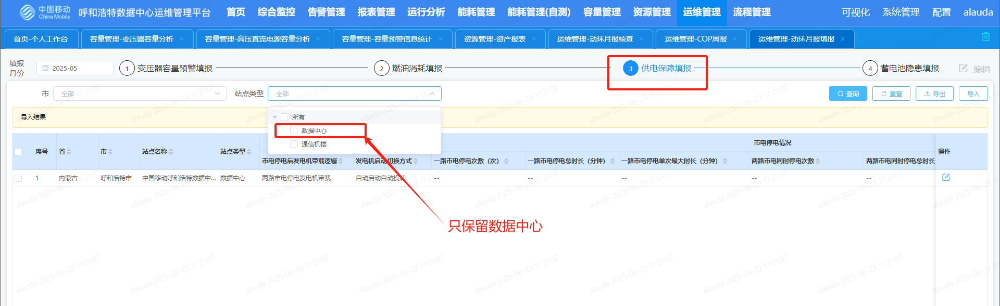 中国移动 China Mobile 呼和浩特数据中心运维管理平台 首页 综合监控 告警管理 报表管理 运行分析 能耗管理 能耗管理(自测) 容量管理 资源管理 运维管理 流程管理 可视化 系统管理 配置 alauda
首页-个人工作台 容量管理-变压器容量分析 × 容量管理-高压直流电源容量分析 × 容量管理-容量预警信息统计 × 资源管理-资产报表 × 运维管理-动环月报核查 × 运维管理-COP周报 × 运维管理-动环月报填报 ×
填报月份 2025-05 1 变压器容量预警填报 2 燃油消耗填报 3 供电保障填报 4 蓄电池隐患填报 编辑
市 全部 站点类型 全部 查询 重置 导出 导入
导入结果
所有
数据中心
通信机楼
市电停电情况
序号 省 市 站点名称 站点类型 操作
市电停电后发电机带载逻辑 发电机启动切换方式 一路市电停电次数（次） 一路市电停电总时长（分钟） 一路市电停电单次最大时长（分钟） 两路市电同时停电次数 两路市电同时停电总时长
1 内蒙古 呼和浩特市 中国移动呼和浩特数据中... 数据中心 两路市电停电发电机带载 自动启动自动投切 -- -- -- -- --
只保留数据中心
alauda 2025-06-23 17:21:07